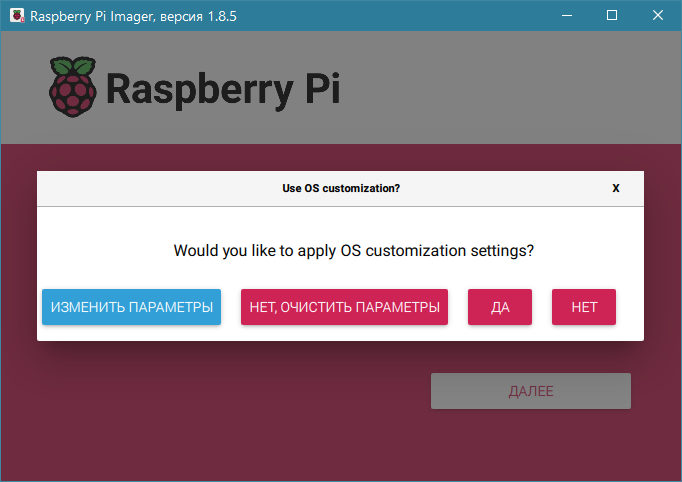 Raspberry Pi Imager, версия 1.8.5
Raspberry Pi
Use OS customization?
X
Would you like to apply OS customization settings?
ИЗМЕНИТЬ ПАРАМЕТРЫ
НЕТ, ОЧИСТИТЬ ПАРАМЕТРЫ
ДА
НЕТ
ДАЛЕЕ